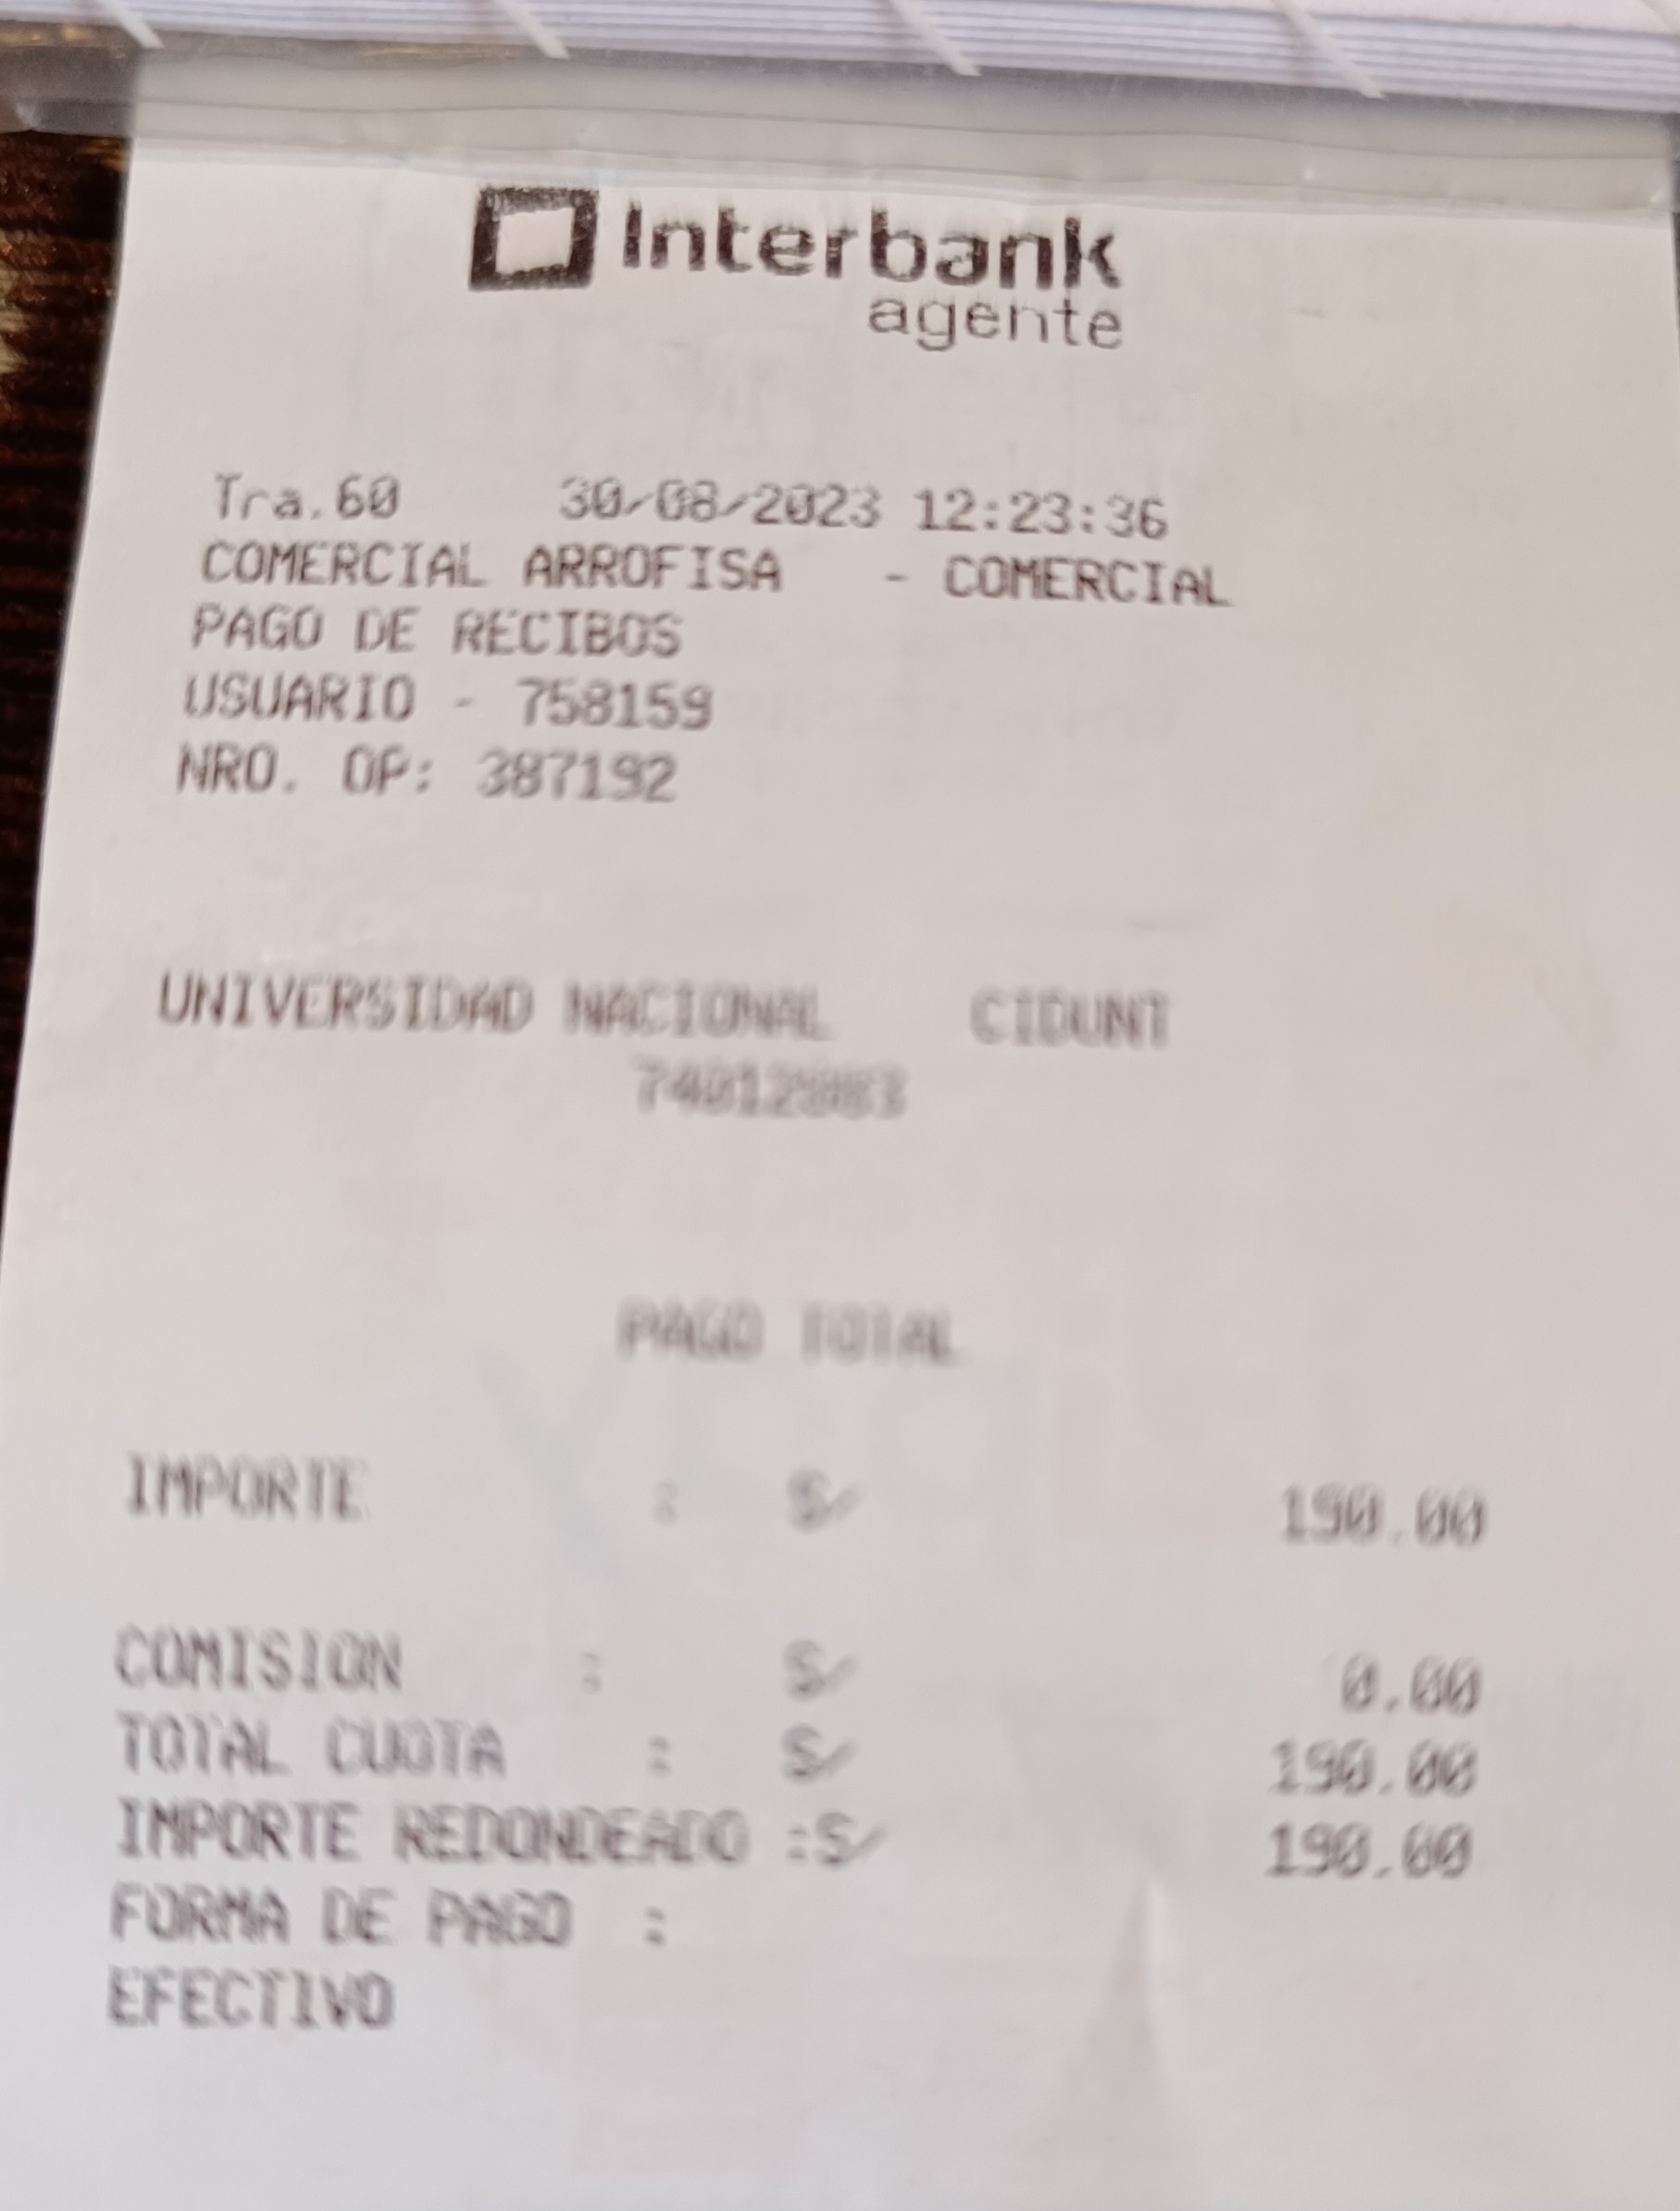 Interbank
agente
Tra.60 30/08/2023 12:23:36
COMERCIAL ARROFISA - COMERCIAL
PAGO DE RECIBOS
USUARIO - 758159
NRO. OP: 387192
UNIVERSIDAD NACIONAL CIDUNT
PAGO TOTAL
IMPORTE : S/ 190.00
COMISION : S/ 0.00
TOTAL CUOTA : S/ 190.00
IMPORTE REDONDEADO :S/ 190.00
FORMA DE PAGO :
EFECTIVO